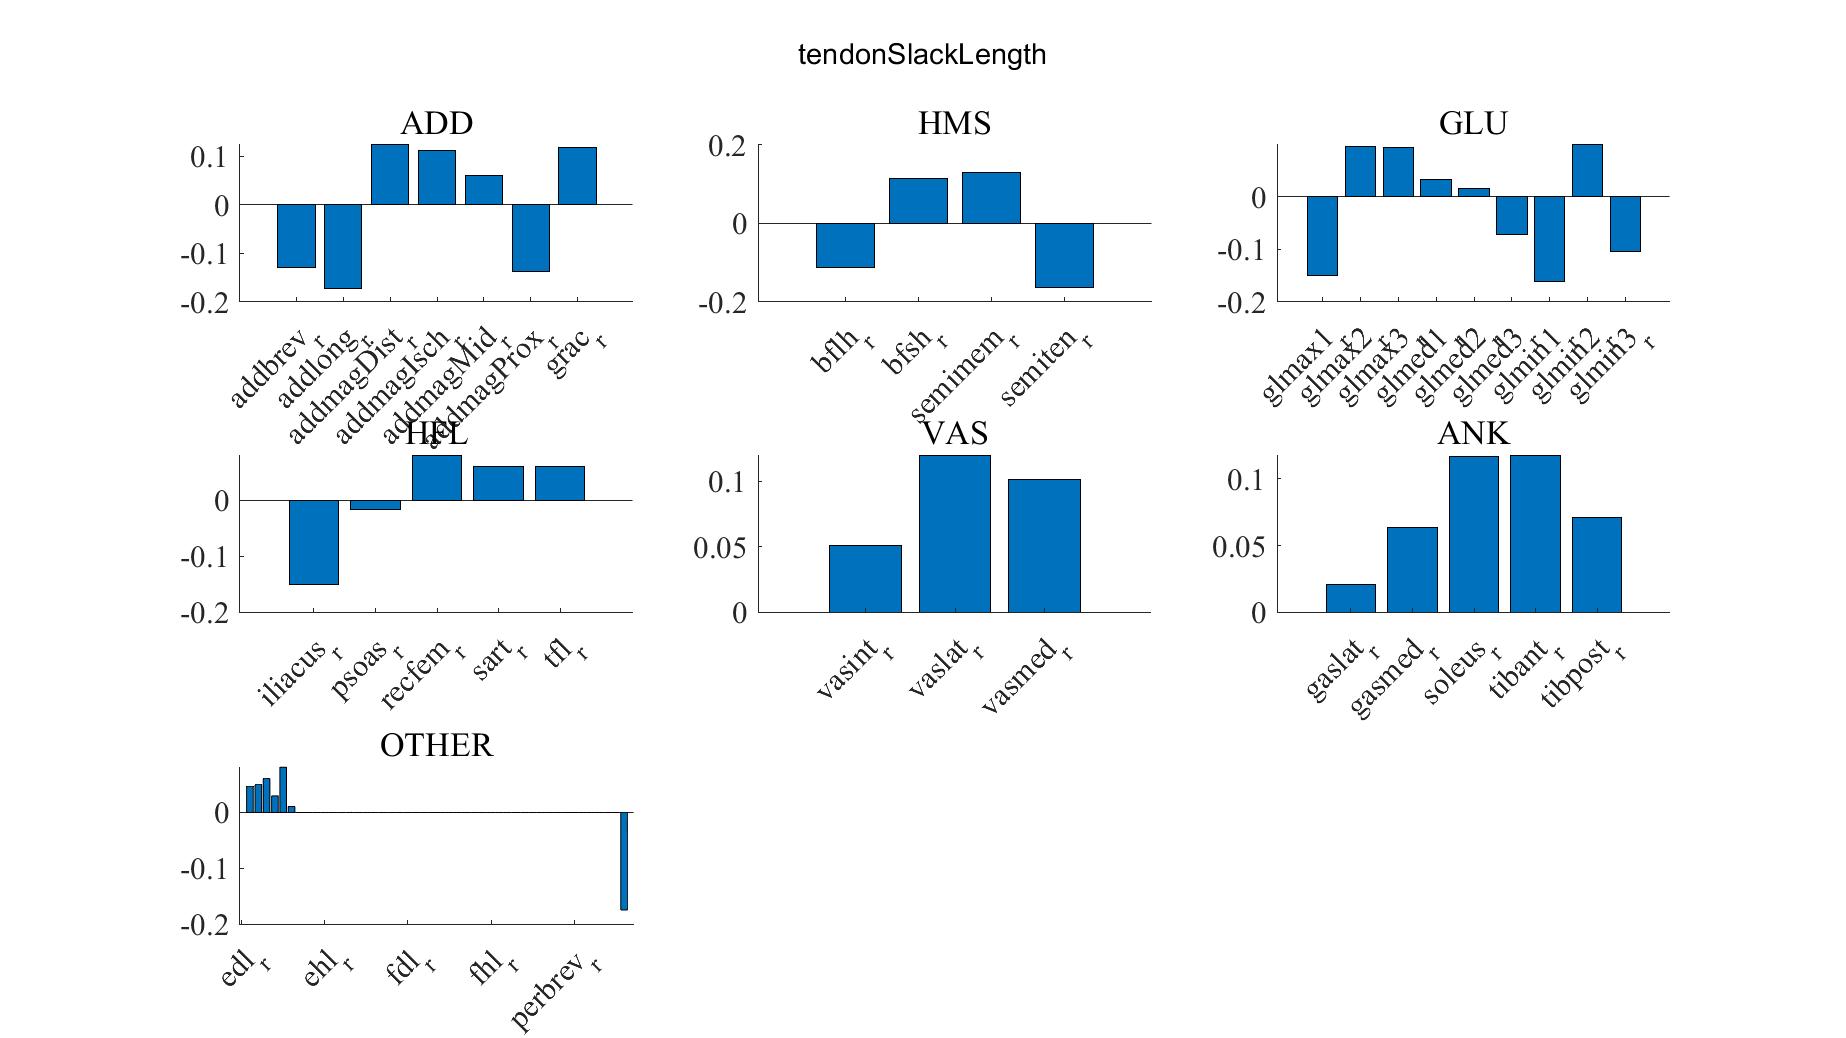 tendonSlackLength
ADD
0.1
0
-0.1
-0.2
addbrev_r
addlong_r
addmagDist_r
addmagIsch_r
addmagMid_r
addmagProx_r
grac_r
HMS
0.2
0
-0.2
bflh_r
bfsh_r
semimem_r
semiten_r
GLU
0
-0.1
-0.2
glmax1_r
glmax2_r
glmax3_r
glmed1_r
glmed2_r
glmed3_r
glmin1_r
glmin2_r
glmin3_r
HFL
0
-0.1
-0.2
iliacus_r
psoas_r
recfem_r
sart_r
tfl_r
VAS
0.1
0.05
0
vasint_r
vaslat_r
vasmed_r
ANK
0.1
0.05
0
gaslat_r
gasmed_r
soleus_r
tibant_r
tibpost_r
OTHER
0
-0.1
-0.2
edl_r
ehl_r
fdl_r
fhl_r
perbrev_r